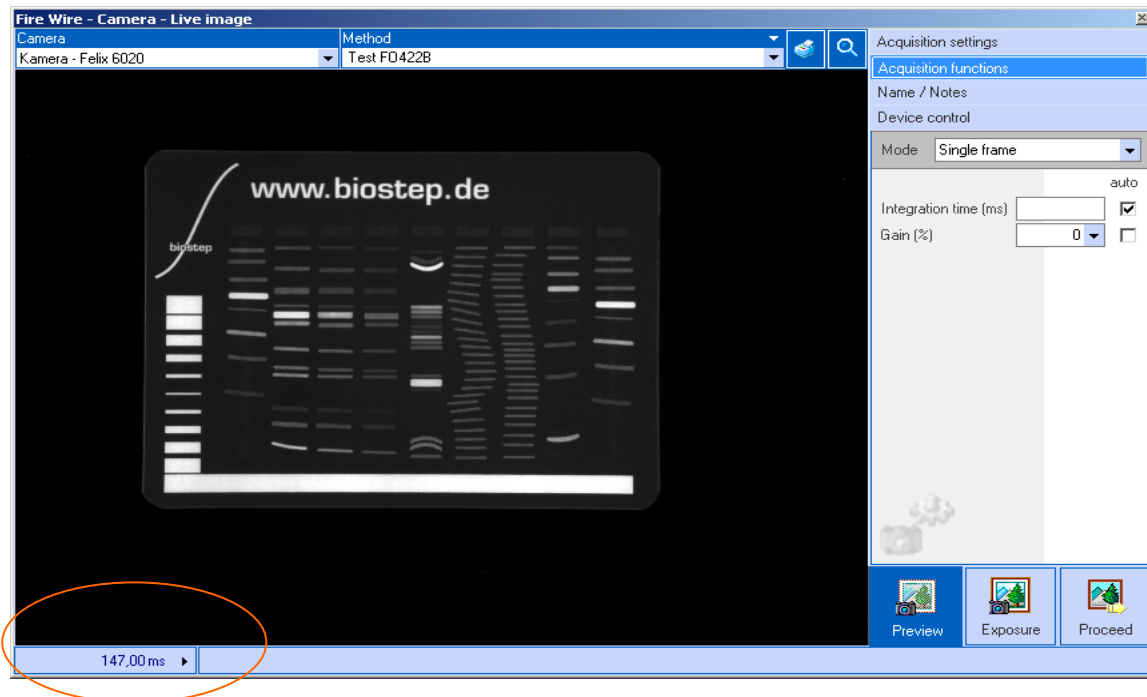 Fire Wire - Camera - Live image
Camera
Method
Kamera - Felix 6020
Test FO422B
Acquisition settings
Acquisition functions
Name / Notes
Device control
Mode
Single frame
auto
Integration time (ms)
Gain (%)
0
www.biostep.de
biostep
Preview
Exposure
Proceed
147,00 ms